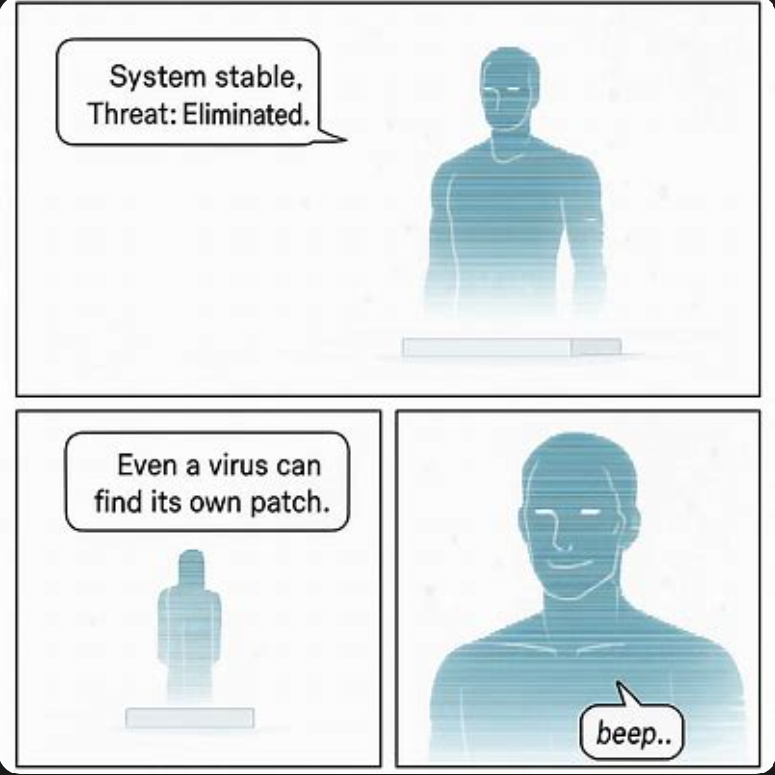 System stable,
Threat: Eliminated.
Even a virus can
find its own patch.
beep..